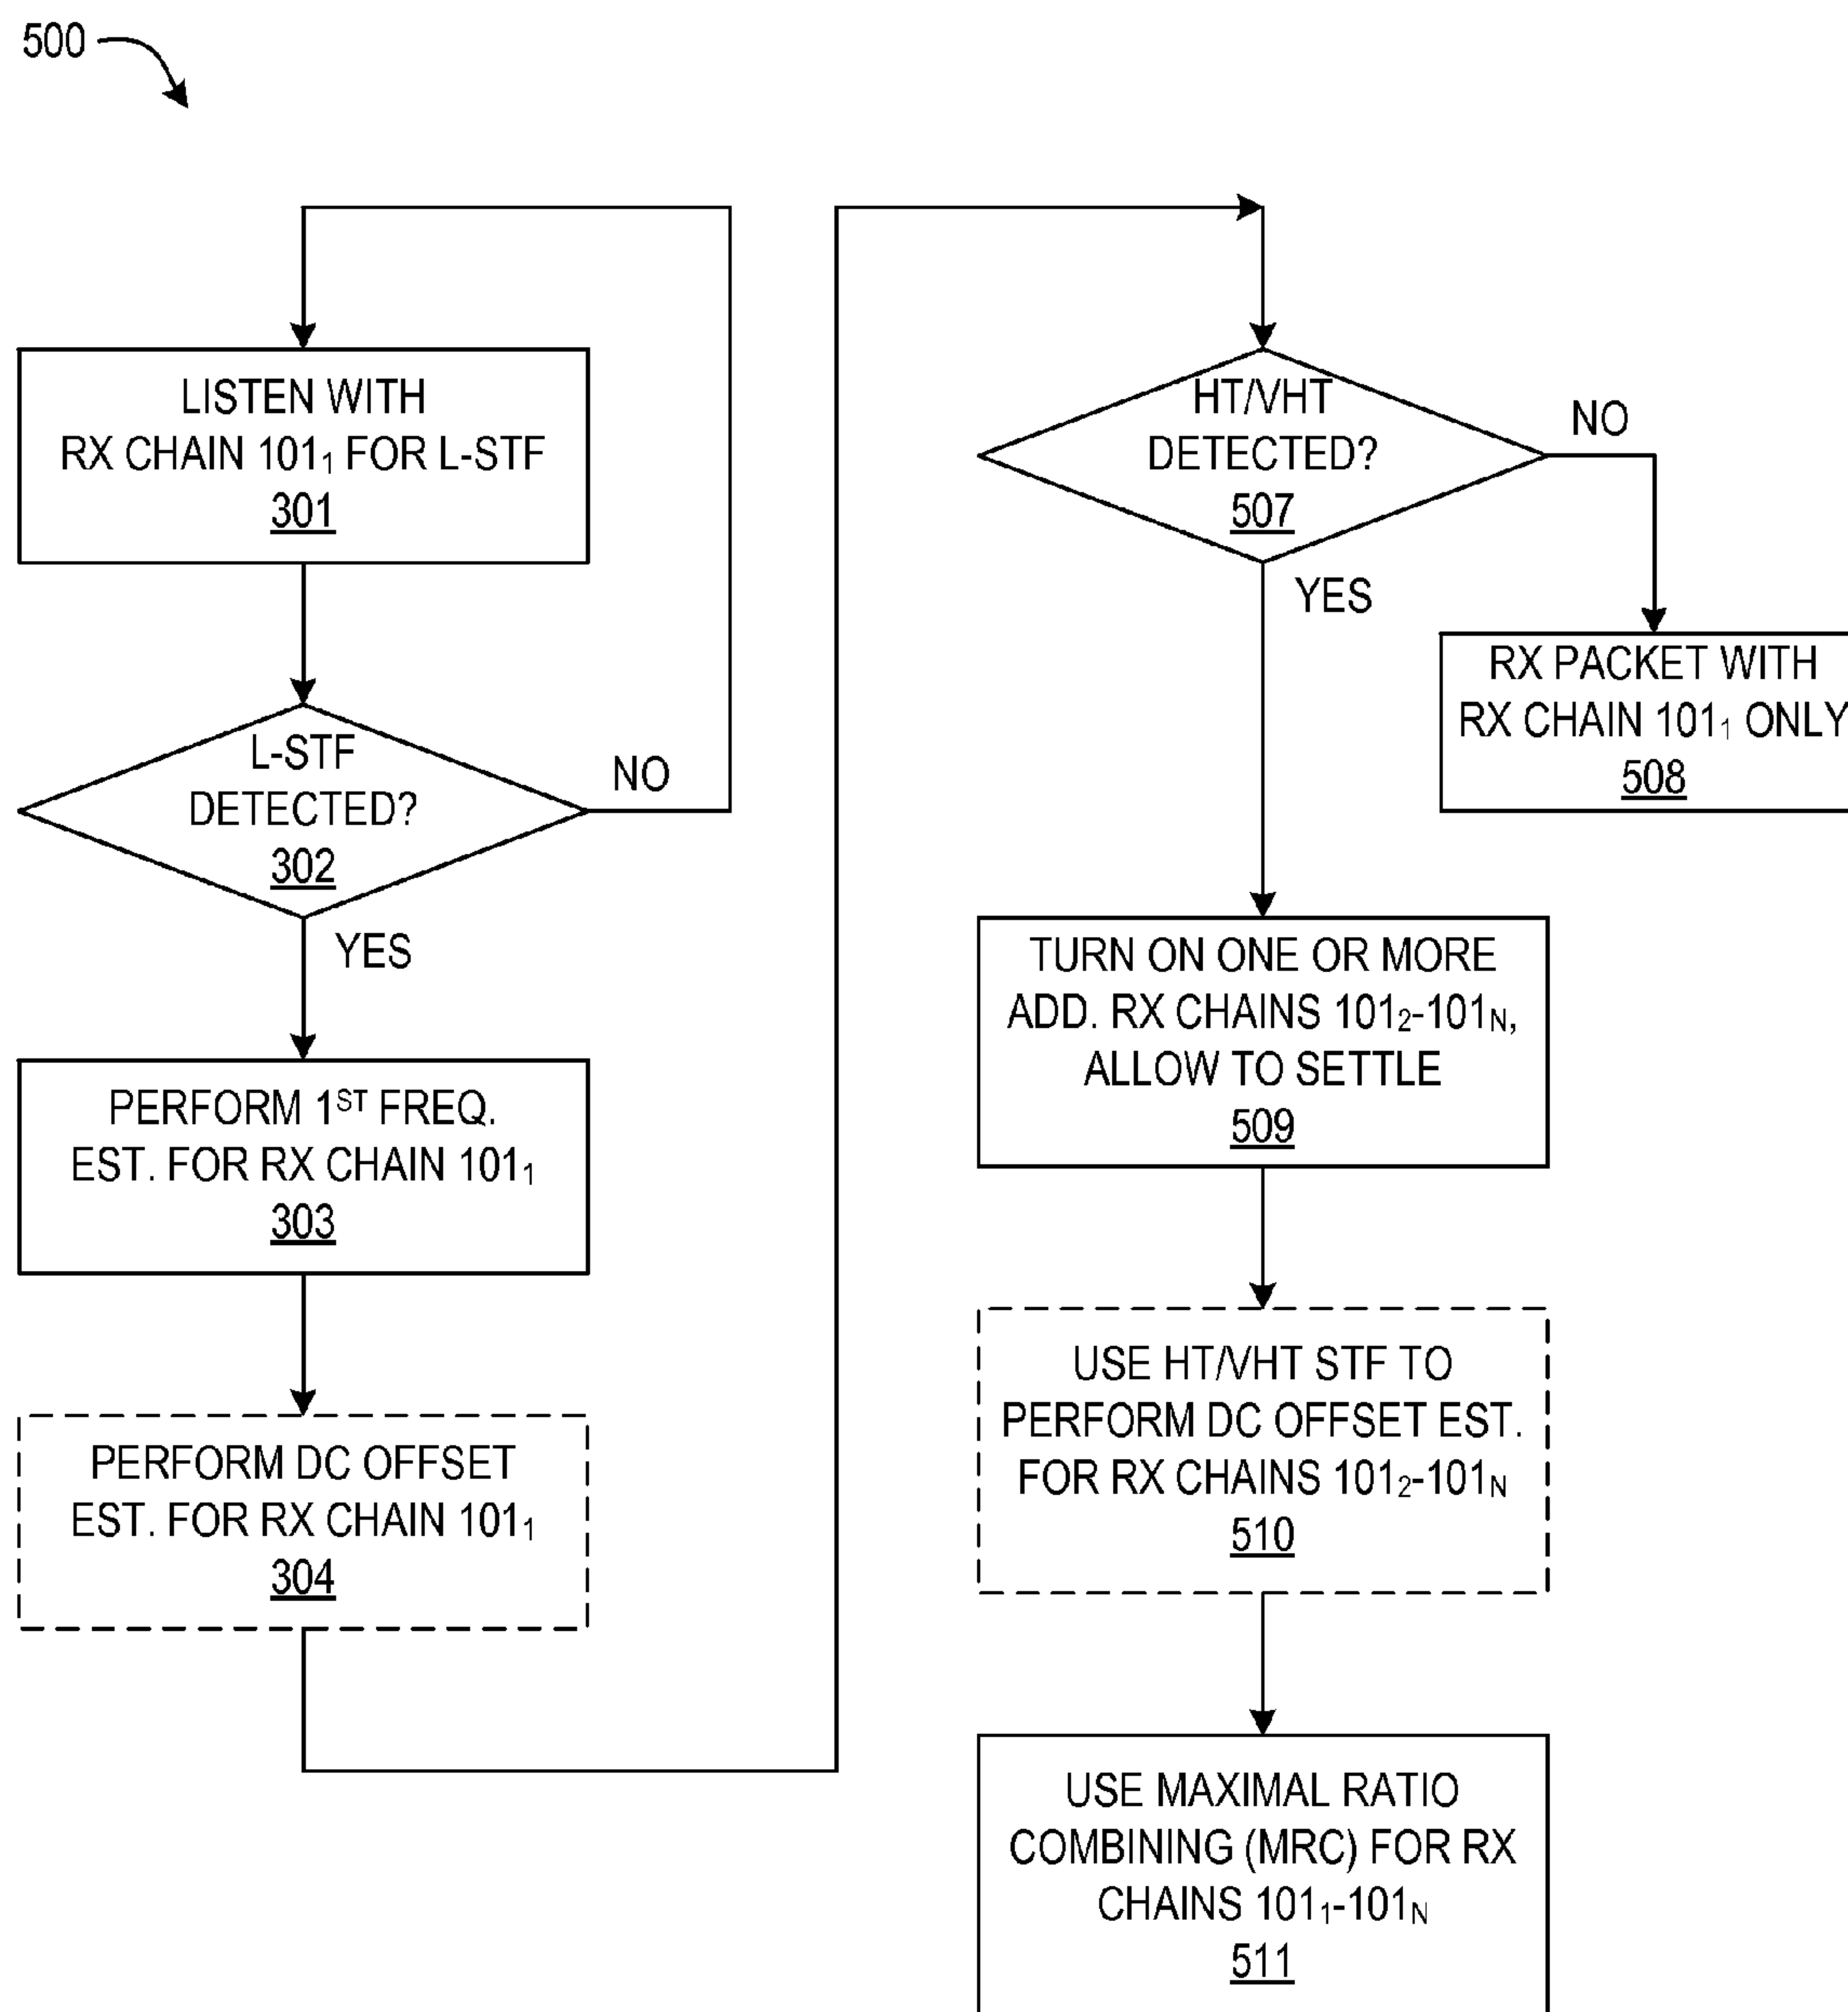 500
LISTEN WITH
RX CHAIN 101₁ FOR L-STF
301
L-STF
DETECTED?
302
NO
YES
PERFORM 1ST FREQ.
EST. FOR RX CHAIN 101₁
303
PERFORM DC OFFSET
EST. FOR RX CHAIN 101₁
304
HT/VHT
DETECTED?
507
NO
YES
RX PACKET WITH
RX CHAIN 101₁ ONLY
508
TURN ON ONE OR MORE
ADD. RX CHAINS 101₂-101N,
ALLOW TO SETTLE
509
USE HT/VHT STF TO
PERFORM DC OFFSET EST.
FOR RX CHAINS 101₂-101N
510
USE MAXIMAL RATIO
COMBINING (MRC) FOR RX
CHAINS 101₁-101N
511